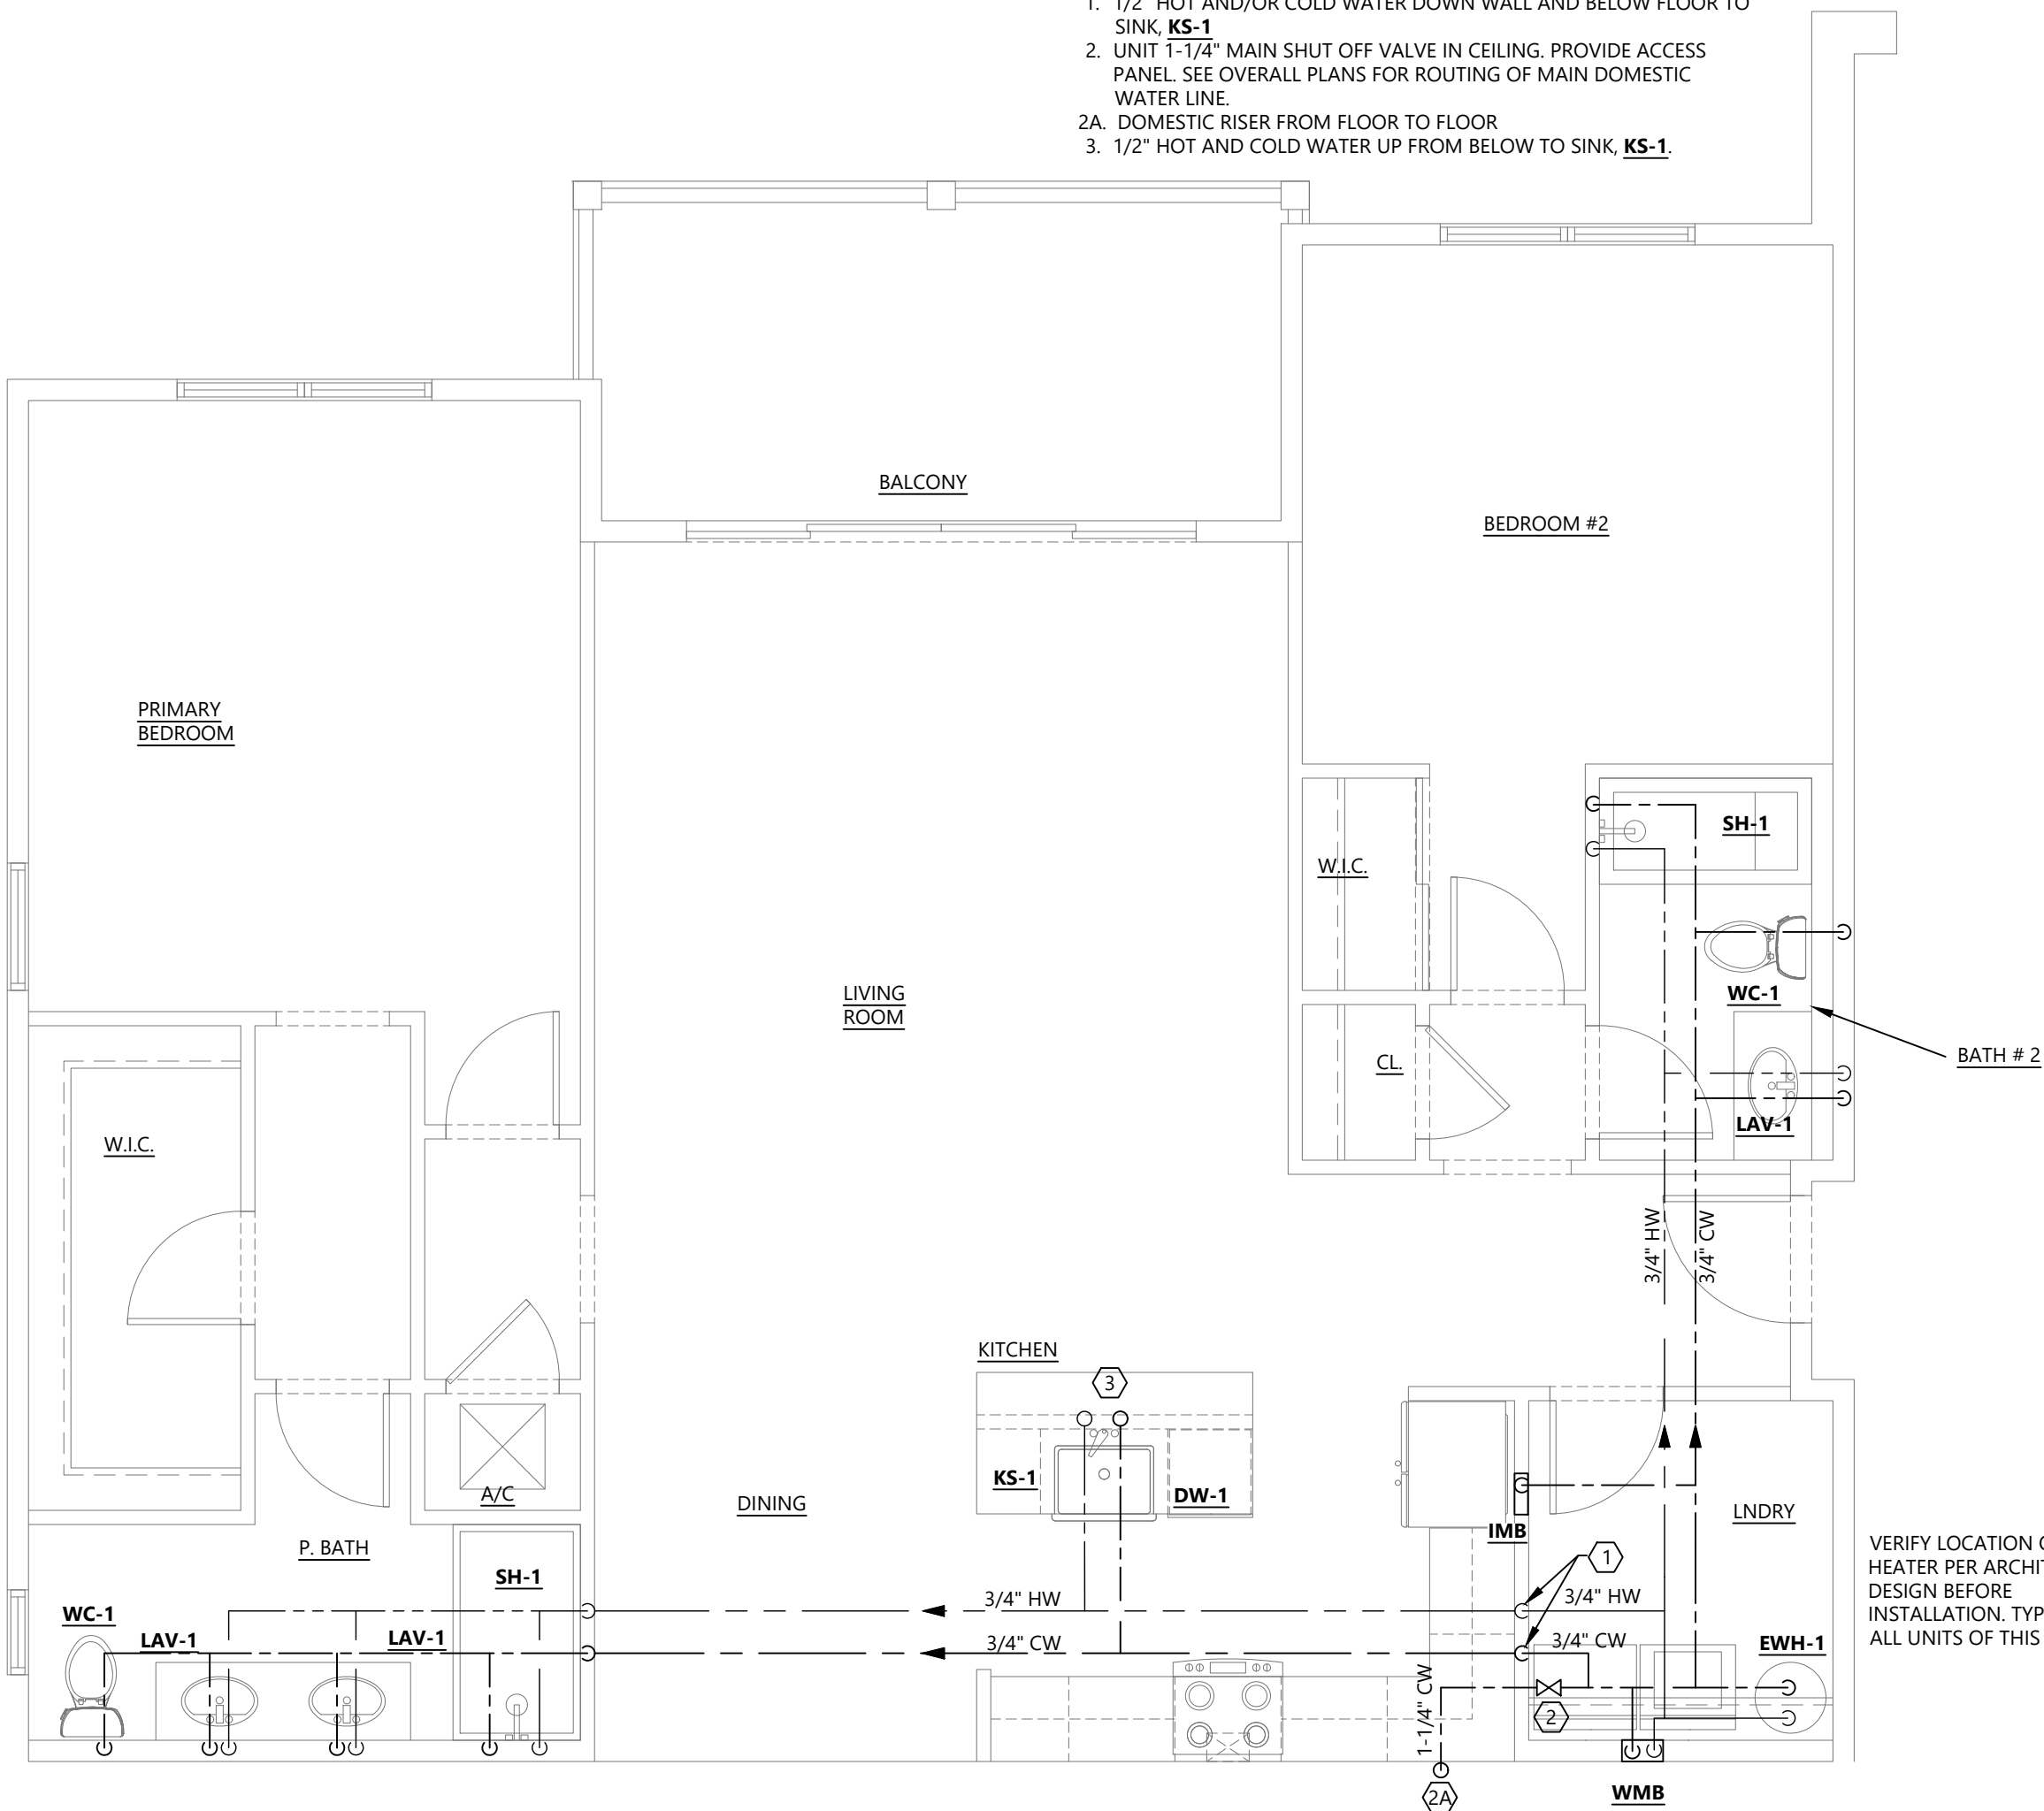 1. 1/2" HOT AND/OR COLD WATER DOWN WALL AND BELOW FLOOR TO
SINK, KS-1
2. UNIT 1-1/4" MAIN SHUT OFF VALVE IN CEILING. PROVIDE ACCESS
PANEL. SEE OVERALL PLANS FOR ROUTING OF MAIN DOMESTIC
WATER LINE.
2A. DOMESTIC RISER FROM FLOOR TO FLOOR
3. 1/2" HOT AND COLD WATER UP FROM BELOW TO SINK, KS-1.
BALCONY
BEDROOM #2
PRIMARY
BEDROOM
SH-1
W.I.C.
WC-1
LIVING
ROOM
BATH # 2
CL.
LAV-1
W.I.C.
3/4" HW
3/4" CW
KITCHEN
3
KS-1
DW-1
A/C
DINING
LNDRY
IMB
P. BATH
1
VERIFY LOCATION
HEATER PER
DESIGN BEFORE
INSTALLATION.
ALL UNITS OF THIS
SH-1
3/4" HW
3/4" HW
WC-1
LAV-1
LAV-1
3/4" CW
3/4" CW
EWH-1
1-1/4" CW
2
2A
WMB